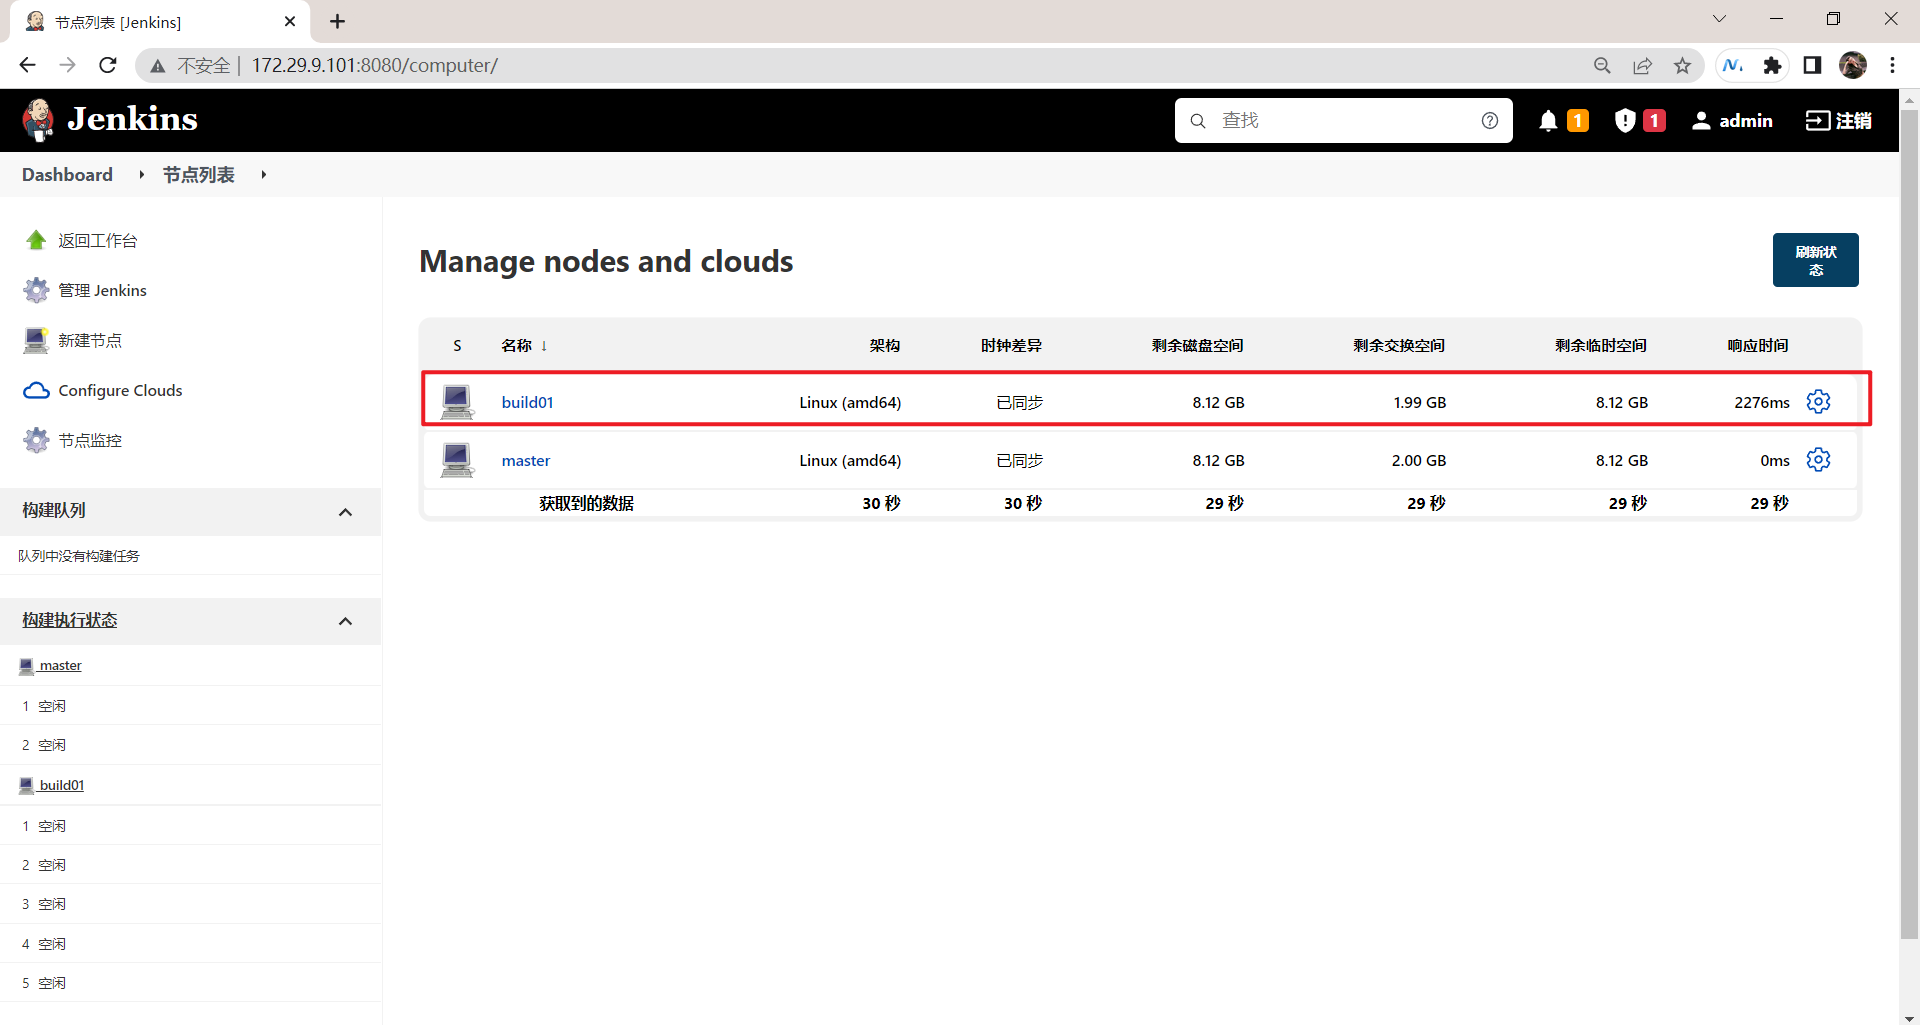 节点列表 [Jenkins]
不安全 172.29.9.101:8080/computer/
Jenkins
查找
1
1
admin
注销
Dashboard 节点列表
返回工作台
管理 Jenkins
新建节点
Configure Clouds
节点监控
构建队列
队列中没有构建任务
构建执行状态
master
1 空闲
2 空闲
build01
1 空闲
2 空闲
3 空闲
4 空闲
5 空闲
Manage nodes and clouds
刷新状
态
S 名称 ↓ 架构 时钟差异 剩余磁盘空间 剩余交换空间 剩余临时空间 响应时间
build01 Linux (amd64) 已同步 8.12 GB 1.99 GB 8.12 GB 2276ms
master Linux (amd64) 已同步 8.12 GB 2.00 GB 8.12 GB 0ms
获取到的数据 30 秒 30 秒 29 秒 29 秒 29 秒 29 秒